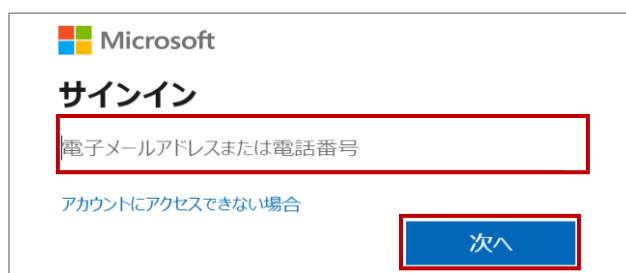 Microsoft
サインイン
電子メールアドレスまたは電話番号
アカウントにアクセスできない場合
次へ